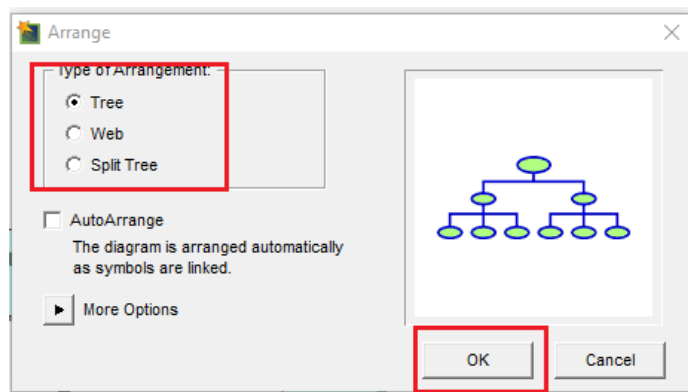 Arrange
Type of Arrangement:
Tree
Web
Split Tree
AutoArrange
The diagram is arranged automatically
as symbols are linked.
More Options
OK
Cancel